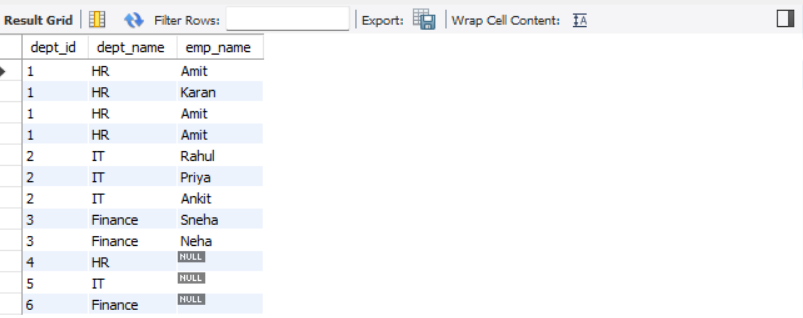 Result Grid Filter Rows: Export: Wrap Cell Content: IA
dept_id dept_name emp_name
1 HR Amit
1 HR Karan
1 HR Amit
1 HR Amit
2 IT Rahul
2 IT Priya
2 IT Ankit
3 Finance Sneha
3 Finance Neha
4 HR NULL
5 IT NULL
6 Finance NULL